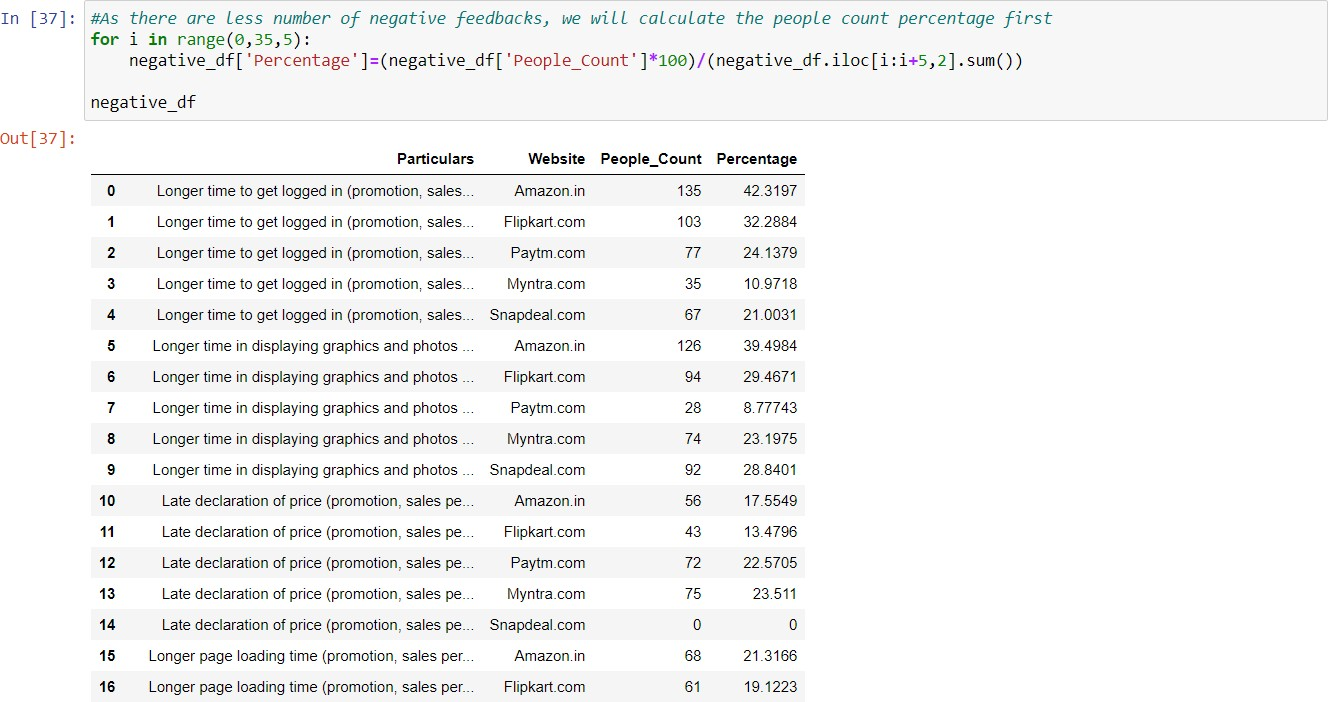 In [37]: #As there are less number of negative feedbacks, we will calculate the people count percentage first
for i in range(0,35,5):
    negative_df['Percentage']=(negative_df['People_Count']*100)/(negative_df.iloc[i:i+5,2].sum())
negative_df
Out[37]:
Particulars Website People_Count Percentage
0 Longer time to get logged in (promotion, sales... Amazon.in 135 42.3197
1 Longer time to get logged in (promotion, sales... Flipkart.com 103 32.2884
2 Longer time to get logged in (promotion, sales... Paytm.com 77 24.1379
3 Longer time to get logged in (promotion, sales... Myntra.com 35 10.9718
4 Longer time to get logged in (promotion, sales... Snapdeal.com 67 21.0031
5 Longer time in displaying graphics and photos ... Amazon.in 126 39.4984
6 Longer time in displaying graphics and photos ... Flipkart.com 94 29.4671
7 Longer time in displaying graphics and photos ... Paytm.com 28 8.77743
8 Longer time in displaying graphics and photos ... Myntra.com 74 23.1975
9 Longer time in displaying graphics and photos ... Snapdeal.com 92 28.8401
10 Late declaration of price (promotion, sales pe... Amazon.in 56 17.5549
11 Late declaration of price (promotion, sales pe... Flipkart.com 43 13.4796
12 Late declaration of price (promotion, sales pe... Paytm.com 72 22.5705
13 Late declaration of price (promotion, sales pe... Myntra.com 75 23.511
14 Late declaration of price (promotion, sales pe... Snapdeal.com 0 0
15 Longer page loading time (promotion, sales per... Amazon.in 68 21.3166
16 Longer page loading time (promotion, sales per... Flipkart.com 61 19.1223